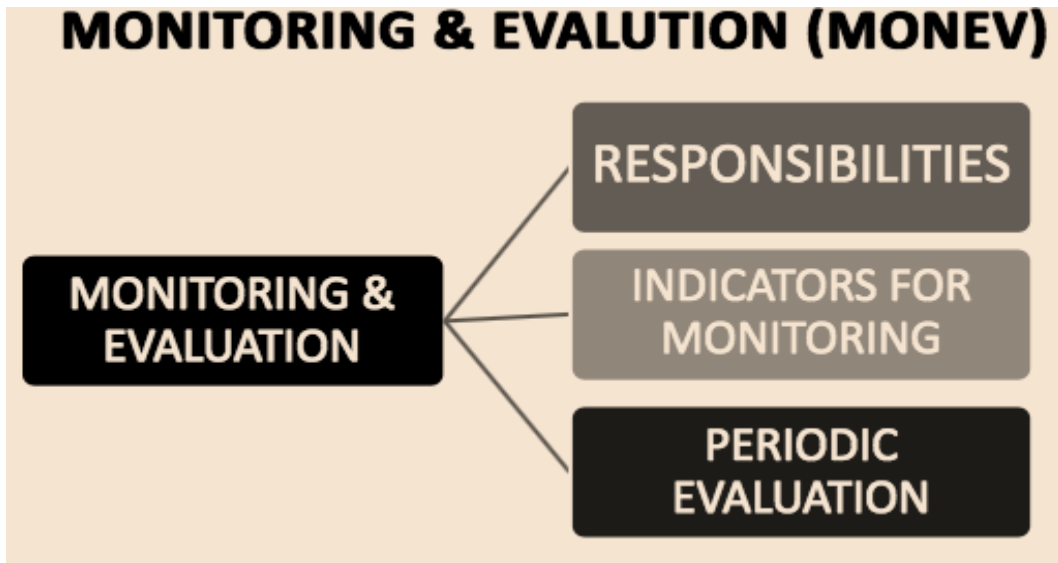 MONITORING & EVALUTION (MONEV)
RESPONSIBILITIES
MONITORING &
EVALUATION
INDICATORS FOR
MONITORING
PERIODIC
EVALUATION